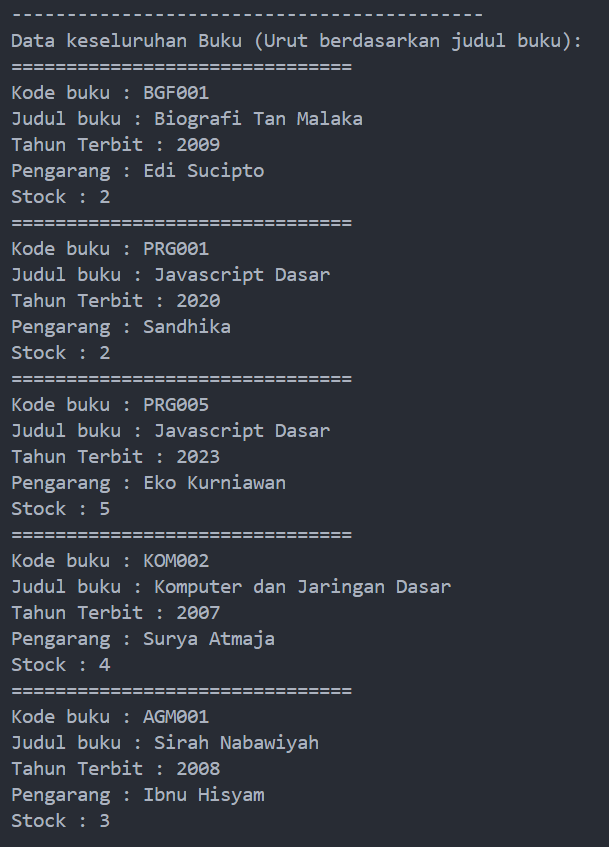 -------------------------------------------
Data keseluruhan Buku (Urut berdasarkan judul buku):
===============================
Kode buku : BGF001
Judul buku : Biografi Tan Malaka
Tahun Terbit : 2009
Pengarang : Edi Sucipto
Stock : 2
===============================
Kode buku : PRG001
Judul buku : Javascript Dasar
Tahun Terbit : 2020
Pengarang : Sandhika
Stock : 2
===============================
Kode buku : PRG005
Judul buku : Javascript Dasar
Tahun Terbit : 2023
Pengarang : Eko Kurniawan
Stock : 5
===============================
Kode buku : KOM002
Judul buku : Komputer dan Jaringan Dasar
Tahun Terbit : 2007
Pengarang : Surya Atmaja
Stock : 4
===============================
Kode buku : AGM001
Judul buku : Sirah Nabawiyah
Tahun Terbit : 2008
Pengarang : Ibnu Hisyam
Stock : 3